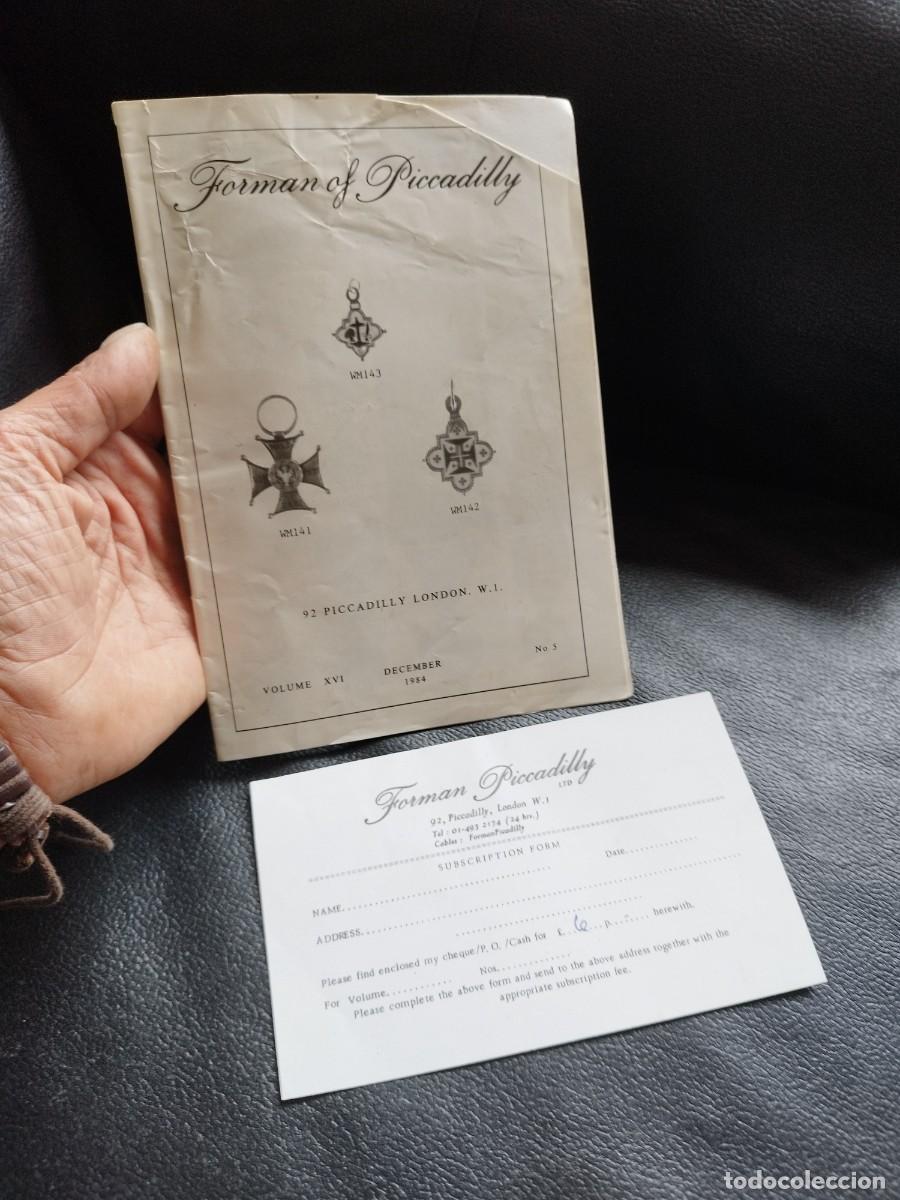 Forman of Piccadilly
WM143
WM141
WM142
92 PICCADILLY LONDON. W.1.
VOLUME XVI DECEMBER 1984 No 5
Forman Piccadilly
LTD
92, Piccadilly, London W.1
Tel : 01-493 2174 (24 hrs.)
Cables : FormanPicadilly
SUBSCRIPTION FORM
Date
NAME
ADDRESS
Please find enclosed my cheque/P.O./Cash for £ 6 p. - herewith,
For Volume Nos.
Please complete the above form and send to the above address together with the
appropriate subscription fee.
todocoleccion